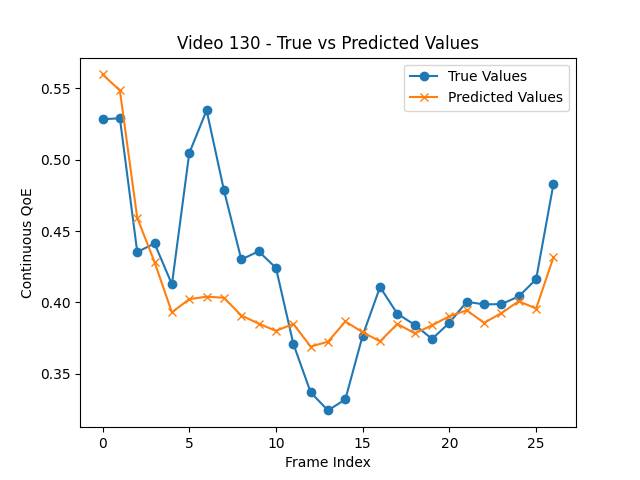 Video 130 - True vs Predicted Values
True Values
Predicted Values
Continuous QoE
0.55
0.50
0.45
0.40
0.35
0 5 10 15 20 25
Frame Index